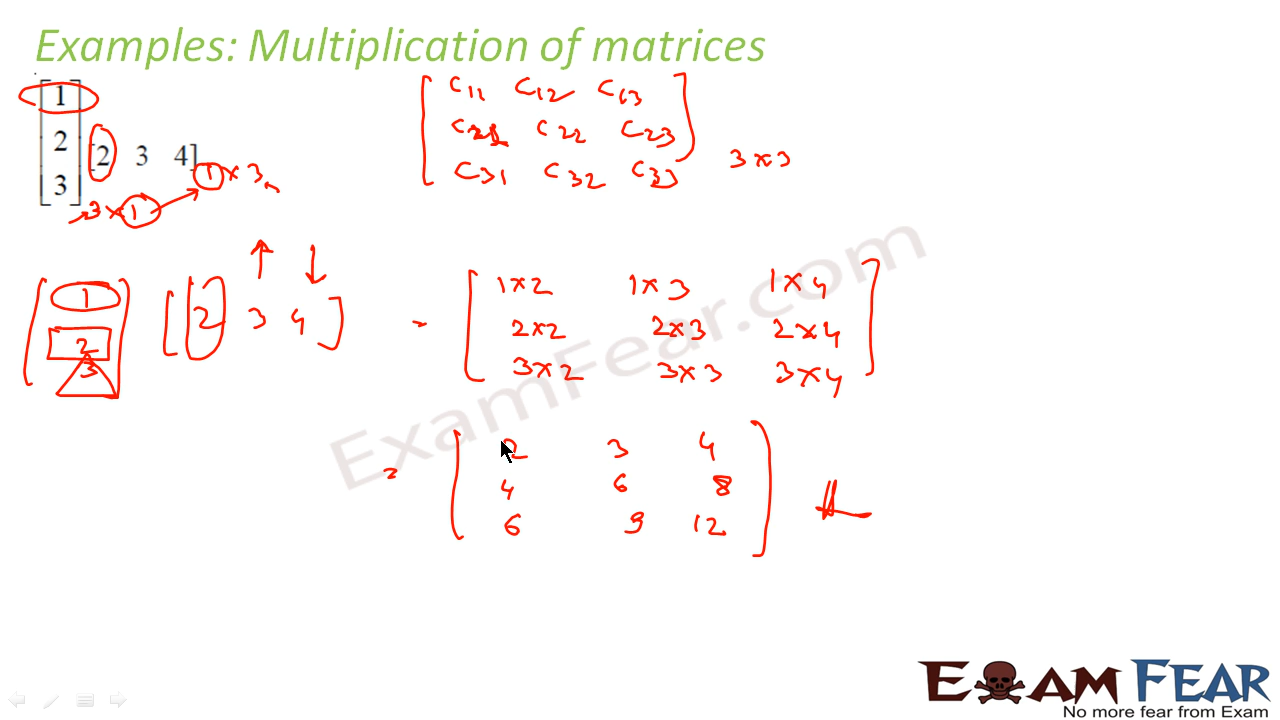 Examples: Multiplication of matrices
1
2
3
[2 3 4]
3 × 1
1 × 3
C11 C12 C13
C21 C22 C23
C31 C32 C33
3 × 3
1
2
3
[2 3 4]
=
1×2 1×3 1×4
2×2 2×3 2×4
3×2 3×3 3×4
=
2 3 4
4 6 8
6 9 12
ExamFear.com
EXAM FEAR
No more fear from Exam